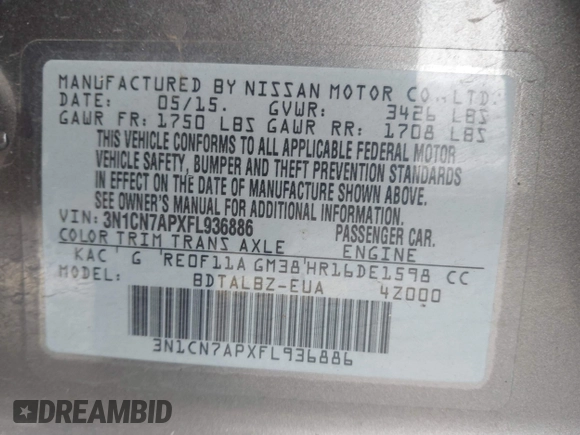 MANUFACTURED BY NISSAN MOTOR CO., LTD.
DATE: 05/15. GVWR: 3426 LBS
GAWR FR: 1750 LBS GAWR RR: 1708 LBS
THIS VEHICLE CONFORMS TO ALL APPLICABLE FEDERAL MOTOR
VEHICLE SAFETY, BUMPER AND THEFT PREVENTION STANDARDS
IN EFFECT ON THE DATE OF MANUFACTURE SHOWN ABOVE.
SEE OWNER'S MANUAL FOR ADDITIONAL INFORMATION.
VIN: 3N1CN7APXFL936886 PASSENGER CAR.
COLOR TRIM TRANS AXLE ENGINE
KAC G RE0F11A GM38 HR16DE1598 CC
MODEL: BDTALBZ-EUA 4Z000
3N1CN7APXFL936886
DREAMBID